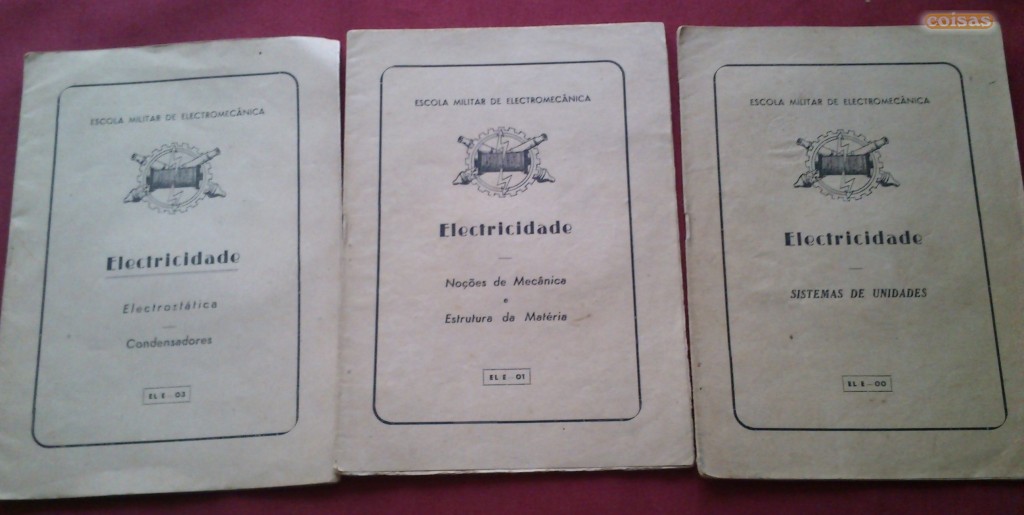 coisas
ESCOLA MILITAR DE ELECTROMECÂNICA
Electricidade
Electrostática
Condensadores
EL E - 03
ESCOLA MILITAR DE ELECTROMECÂNICA
Electricidade
Noções de Mecânica
e
Estrutura da Matéria
EL E - 01
ESCOLA MILITAR DE ELECTROMECÂNICA
Electricidade
SISTEMAS DE UNIDADES
EL E - 00